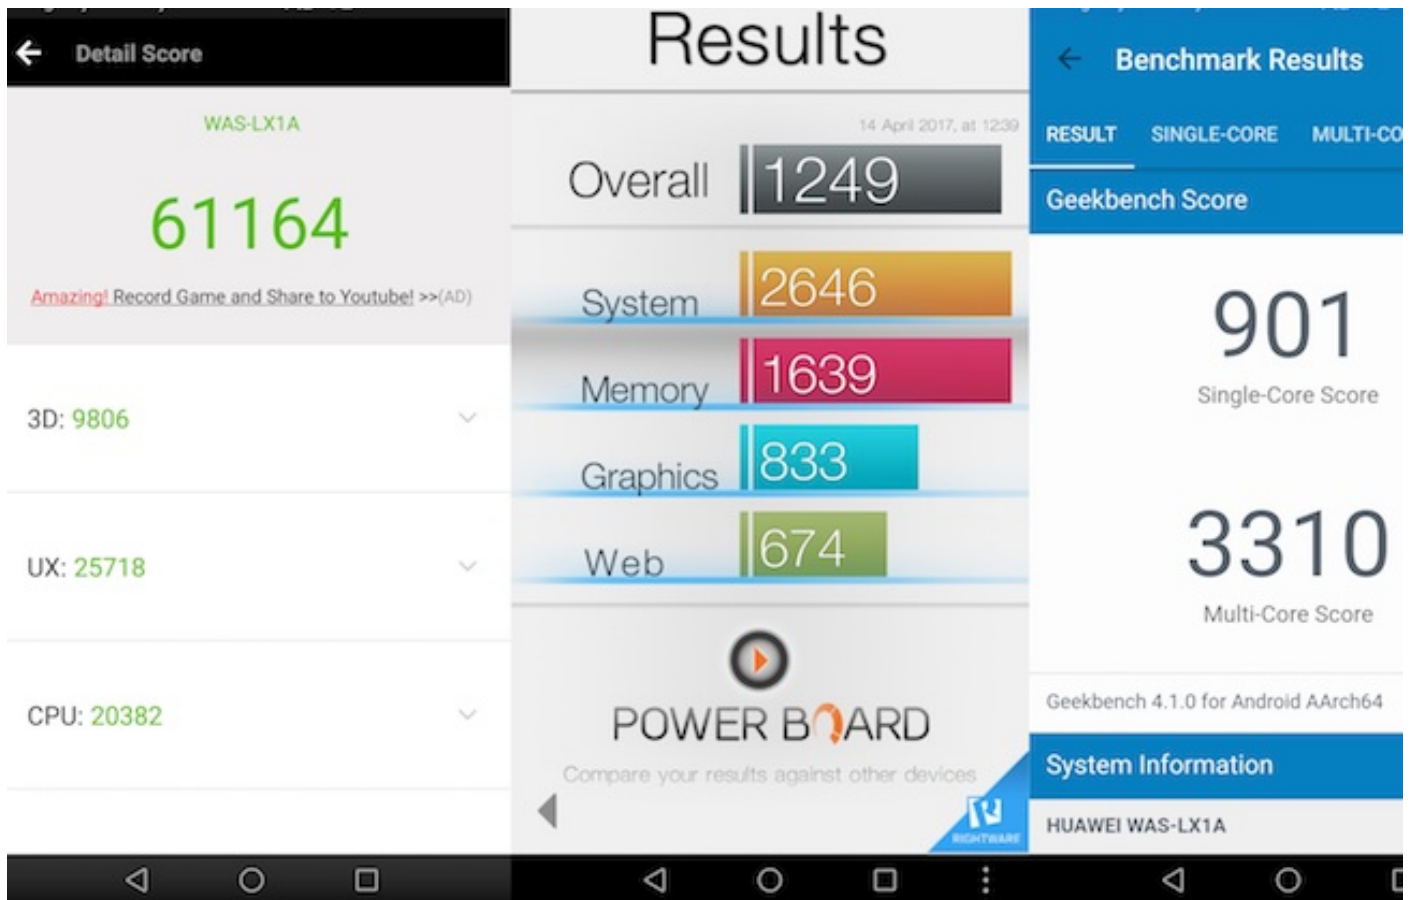 Detail Score
WAS-LX1A
61164
Amazing! Record Game and Share to Youtube! >>(AD)
3D: 9806
UX: 25718
CPU: 20382
Results
14 April 2017, at 12:39
Overall 1249
System 2646
Memory 1639
Graphics 833
Web 674
POWER BOARD
Compare your results against other devices
RIGHTWARE
Benchmark Results
RESULT SINGLE-CORE MULTI-CO
Geekbench Score
901
Single-Core Score
3310
Multi-Core Score
Geekbench 4.1.0 for Android AArch64
System Information
HUAWEI WAS-LX1A